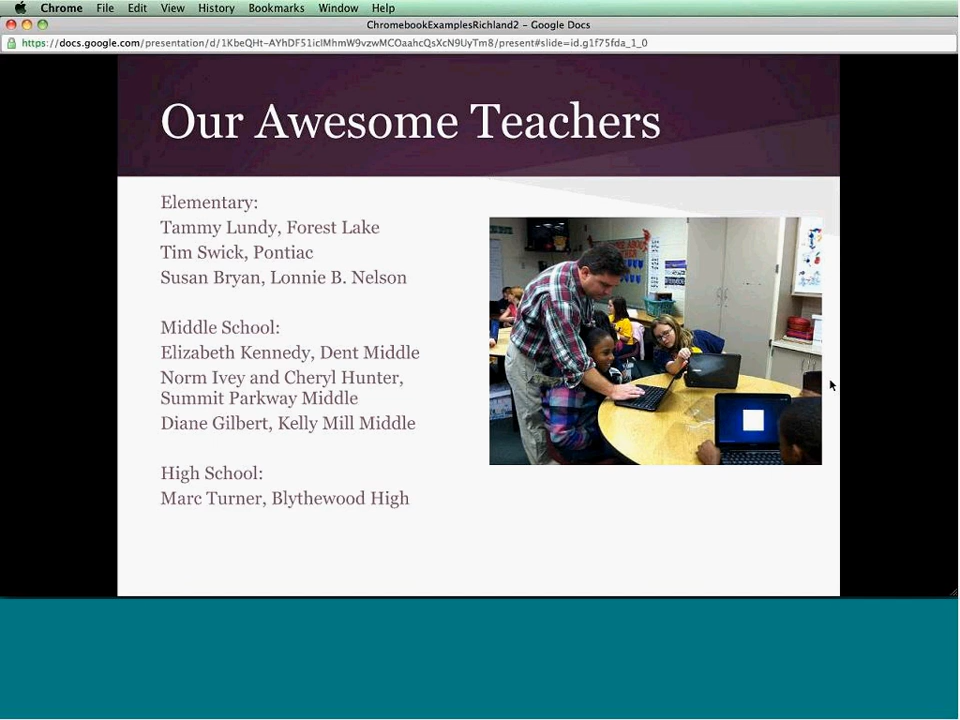 Chrome File Edit View History Bookmarks Window Help
ChromebookExamplesRichland2 – Google Docs
Our Awesome Teachers
Elementary:
Tammy Lundy, Forest Lake
Tim Swick, Pontiac
Susan Bryan, Lonnie B. Nelson
Middle School:
Elizabeth Kennedy, Dent Middle
Norm Ivey and Cheryl Hunter,
Summit Parkway Middle
Diane Gilbert, Kelly Mill Middle
High School:
Marc Turner, Blythewood High